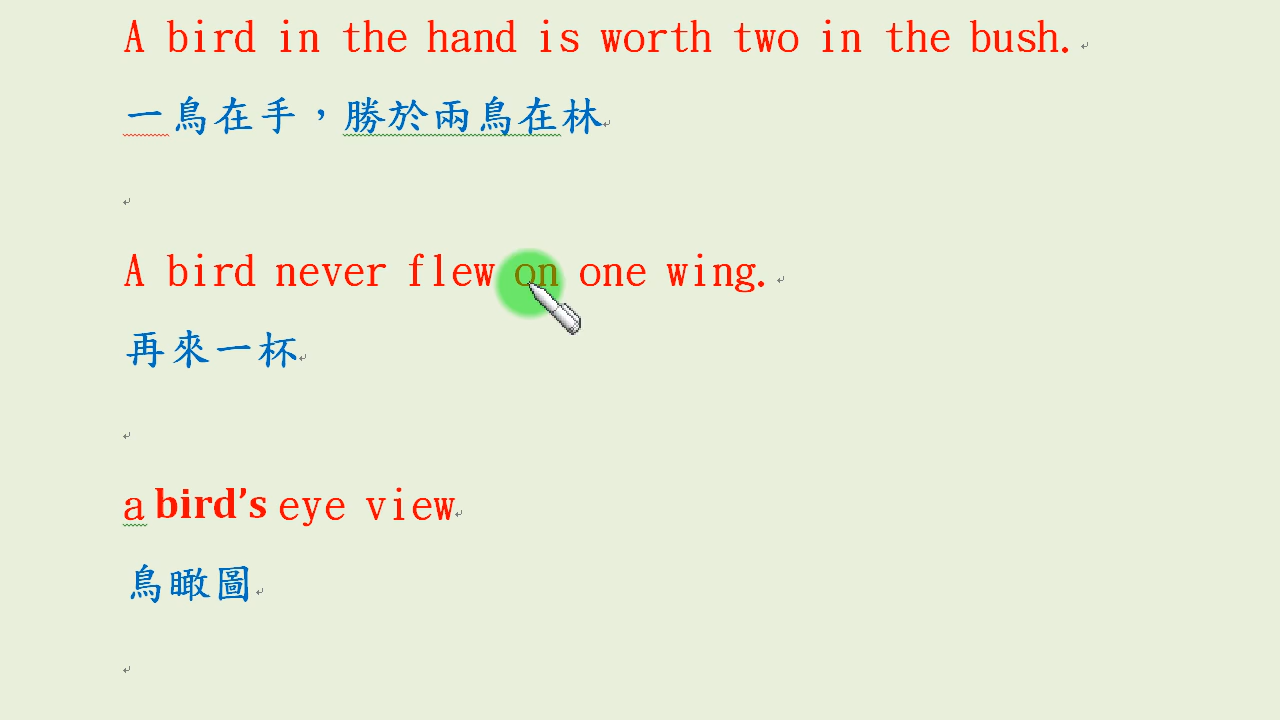 A bird in the hand is worth two in the bush.
一鳥在手，勝於兩鳥在林
A bird never flew on one wing.
再來一杯
a bird's eye view
鳥瞰圖